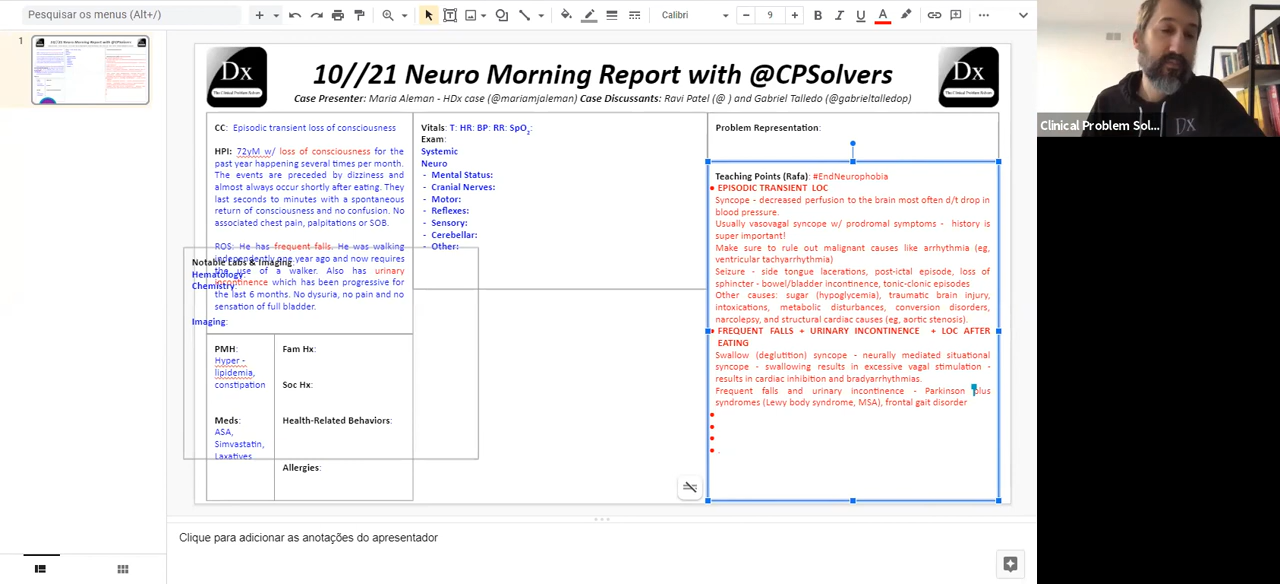 Pesquisar os menus (Alt+/)
Calibri
9
B
I
U
A
1
Dx
The Clinical Problem Solvers
10//21 Neuro Morning Report with @CPSolvers
Case Presenter: Maria Aleman - HDx case (@mariamjaleman) Case Discussants: Ravi Patel (@ ) and Gabriel Talledo (@gabrieltalledop)
Dx
The Clinical Problem Solvers
CC: Episodic transient loss of consciousness
HPI: 72yM w/ loss of consciousness for the
past year happening several times per month.
The events are preceded by dizziness and
almost always occur shortly after eating. They
last seconds to minutes with a spontaneous
return of consciousness and no confusion. No
associated chest pain, palpitations or SOB.
ROS: He has frequent falls. He was walking
independently one year ago and now requires
the use of a walker. Also has urinary
incontinence which has been progressive for
the last 6 months. No dysuria, no pain and no
sensation of full bladder.
Notable Labs & Imaging
Hematology:
Chemistry:
Imaging:
PMH:
Hyper -
lipidemia,
constipation
Meds:
ASA,
Simvastatin,
Laxatives
Fam Hx:
Soc Hx:
Health-Related Behaviors:
Allergies:
Vitals: T: HR: BP: RR: SpO2:
Exam:
Systemic
Neuro
- Mental Status:
- Cranial Nerves:
- Motor:
- Reflexes:
- Sensory:
- Cerebellar:
- Other:
Problem Representation:
Teaching Points (Rafa): #EndNeurophobia
● EPISODIC TRANSIENT LOC
Syncope - decreased perfusion to the brain most often d/t drop in
blood pressure.
Usually vasovagal syncope w/ prodromal symptoms - history is
super important!
Make sure to rule out malignant causes like arrhythmia (eg,
ventricular tachyarrhythmia)
Seizure - side tongue lacerations, post-ictal episode, loss of
sphincter - bowel/bladder incontinence, tonic-clonic episodes
Other causes: sugar (hypoglycemia), traumatic brain injury,
intoxications, metabolic disturbances, conversion disorders,
narcolepsy, and structural cardiac causes (eg, aortic stenosis).
● FREQUENT FALLS + URINARY INCONTINENCE + LOC AFTER
EATING
Swallow (deglutition) syncope - neurally mediated situational
syncope - swallowing results in excessive vagal stimulation -
results in cardiac inhibition and bradyarrhythmias.
Frequent falls and urinary incontinence - Parkinson plus
syndromes (Lewy body syndrome, MSA), frontal gait disorder
●
●
●
● .
Clique para adicionar as anotações do apresentador
Clinical Problem Sol...